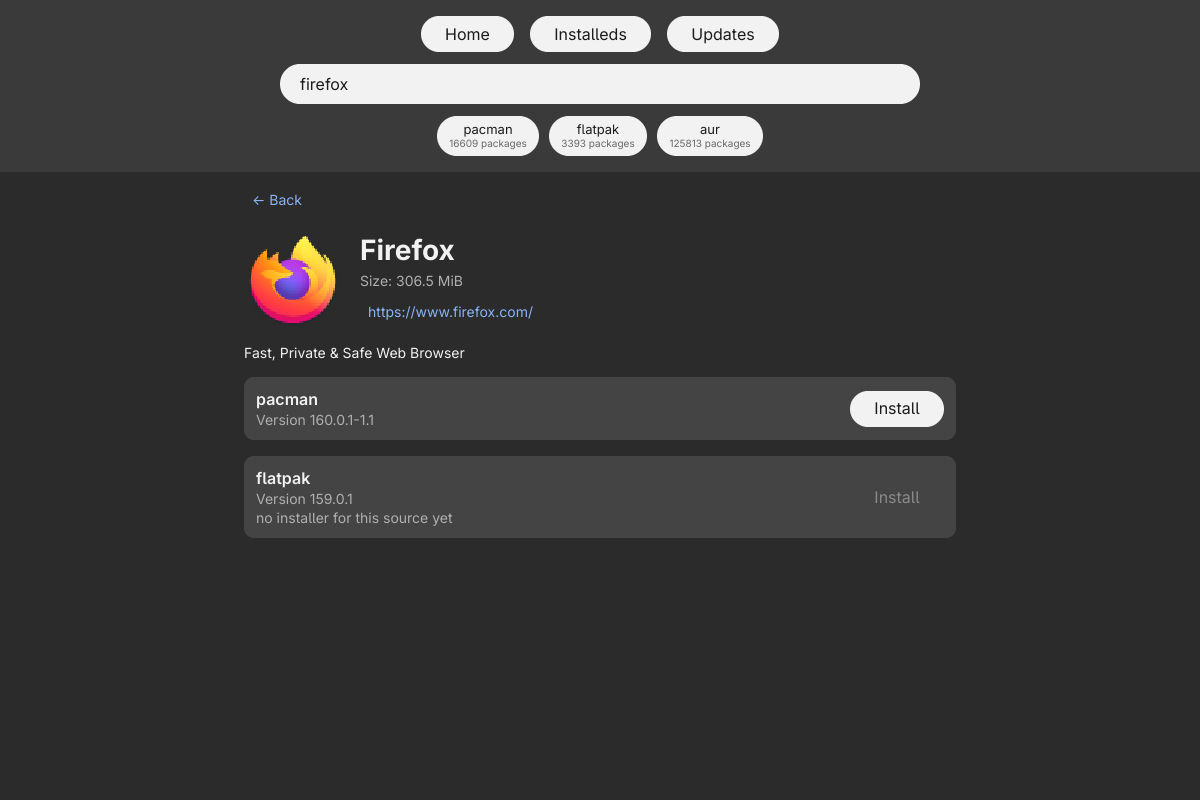 Home
Installeds
Updates
firefox
pacman
16609 packages
flatpak
3393 packages
aur
125813 packages
← Back
Firefox
Size: 306.5 MiB
https://www.firefox.com/
Fast, Private & Safe Web Browser
pacman
Version 160.0.1-1.1
Install
flatpak
Version 159.0.1
no installer for this source yet
Install